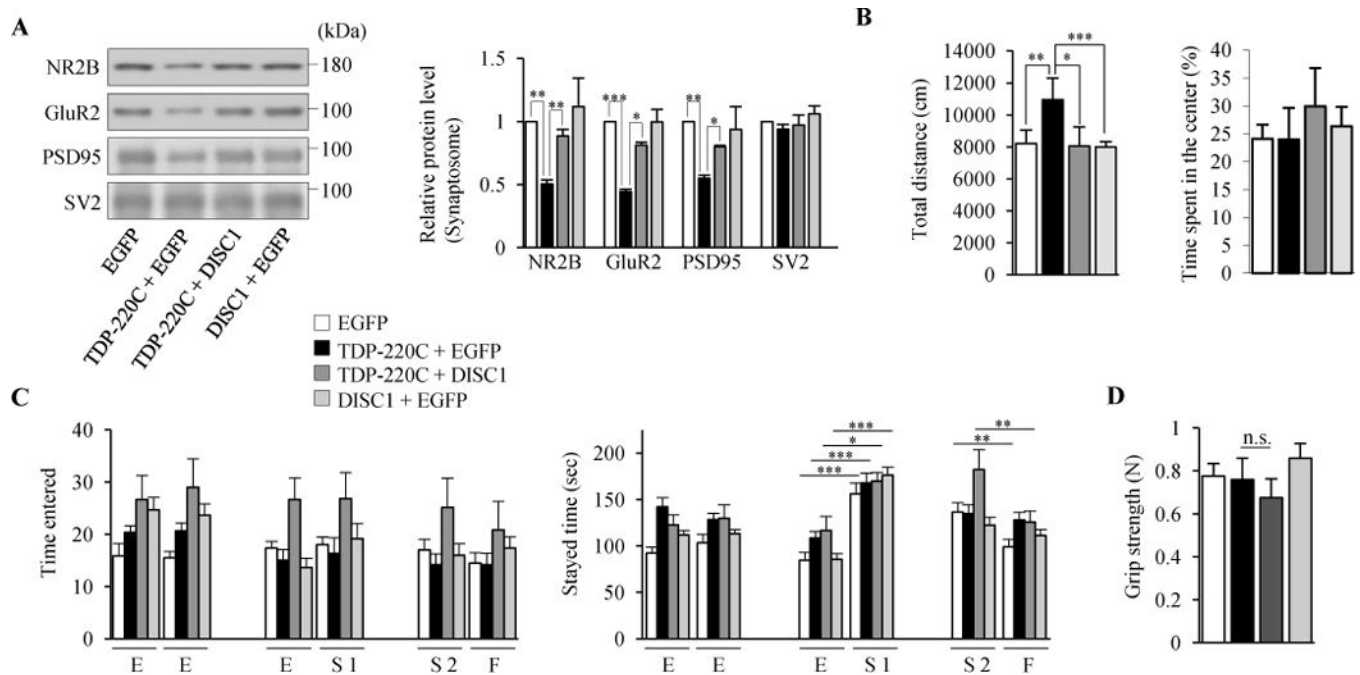 A
(kDa)
NR2B
180
GluR2
100
PSD95
100
SV2
100
EGFP
TDP-220C + EGFP
TDP-220C + DISC1
DISC1 + EGFP
Relative protein level
(Synaptosome)
1.5
1
0.5
0
** **
*** *
** *
NR2B GluR2 PSD95 SV2
B
Total distance (cm)
14000
12000
10000
8000
6000
4000
2000
0
** * ***
Time spent in the center (%)
45
40
35
30
25
20
15
10
5
0
EGFP
TDP-220C + EGFP
TDP-220C + DISC1
DISC1 + EGFP
C
Time entered
40
30
20
10
0
E E E S 1 S 2 F
Stayed time (sec)
200
150
100
50
0
***
*
***
***
**
**
E E E S 1 S 2 F
D
Grip strength (N)
1
0.8
0.6
0.4
0.2
0
n.s.